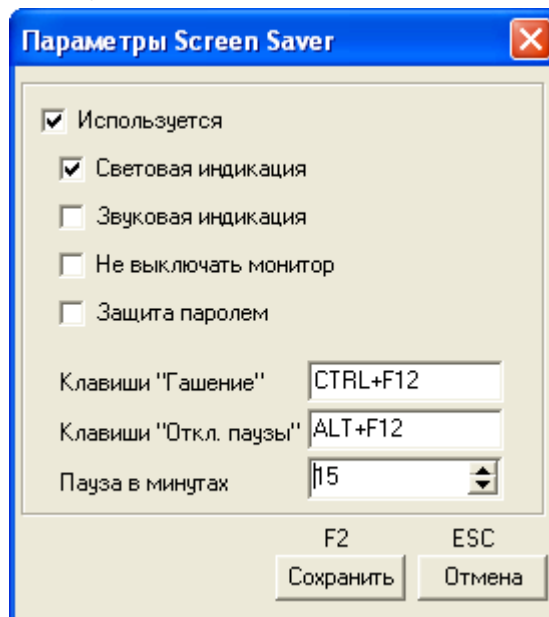 Параметры Screen Saver
Используется
Световая индикация
Звуковая индикация
Не выключать монитор
Защита паролем
Клавиши "Гашение" CTRL+F12
Клавиши "Откл. паузы" ALT+F12
Пауза в минутах 15
F2 ESC
Сохранить Отмена